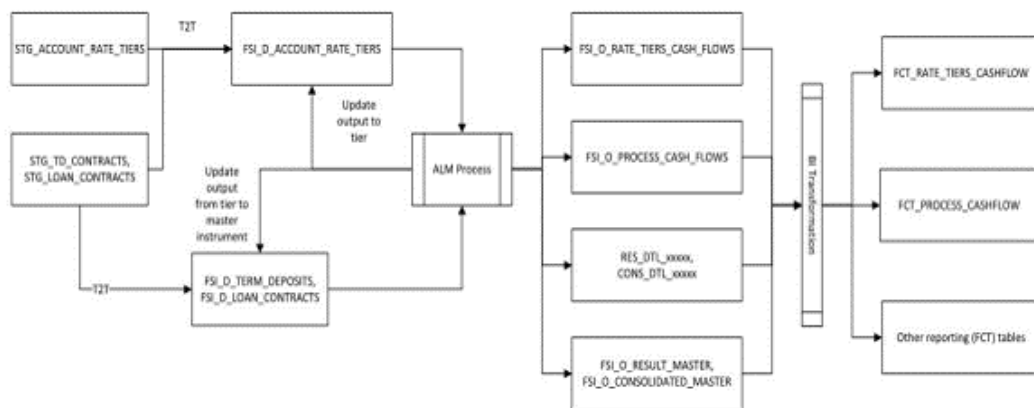 T2T
STG_ACCOUNT_RATE_TIERS
FSI_D_ACCOUNT_RATE_TIERS
FSI_O_RATE_TIERS_CASH_FLOWS
FCT_RATE_TIERS_CASHFLOW
Update
output to
tier
STG_TD_CONTRACTS,
STG_LOAN_CONTRACTS
Update
output
from tier to
master
instrument
ALM Process
FSI_O_PROCESS_CASH_FLOWS
BI Transformation
FCT_PROCESS_CASHFLOW
T2T
FSI_D_TERM_DEPOSITS,
FSI_D_LOAN_CONTRACTS
RES_DTL_xxxxx,
CONS_DTL_xxxxx
Other reporting (FCT) tables
FSI_O_RESULT_MASTER,
FSI_O_CONSOLIDATED_MASTER